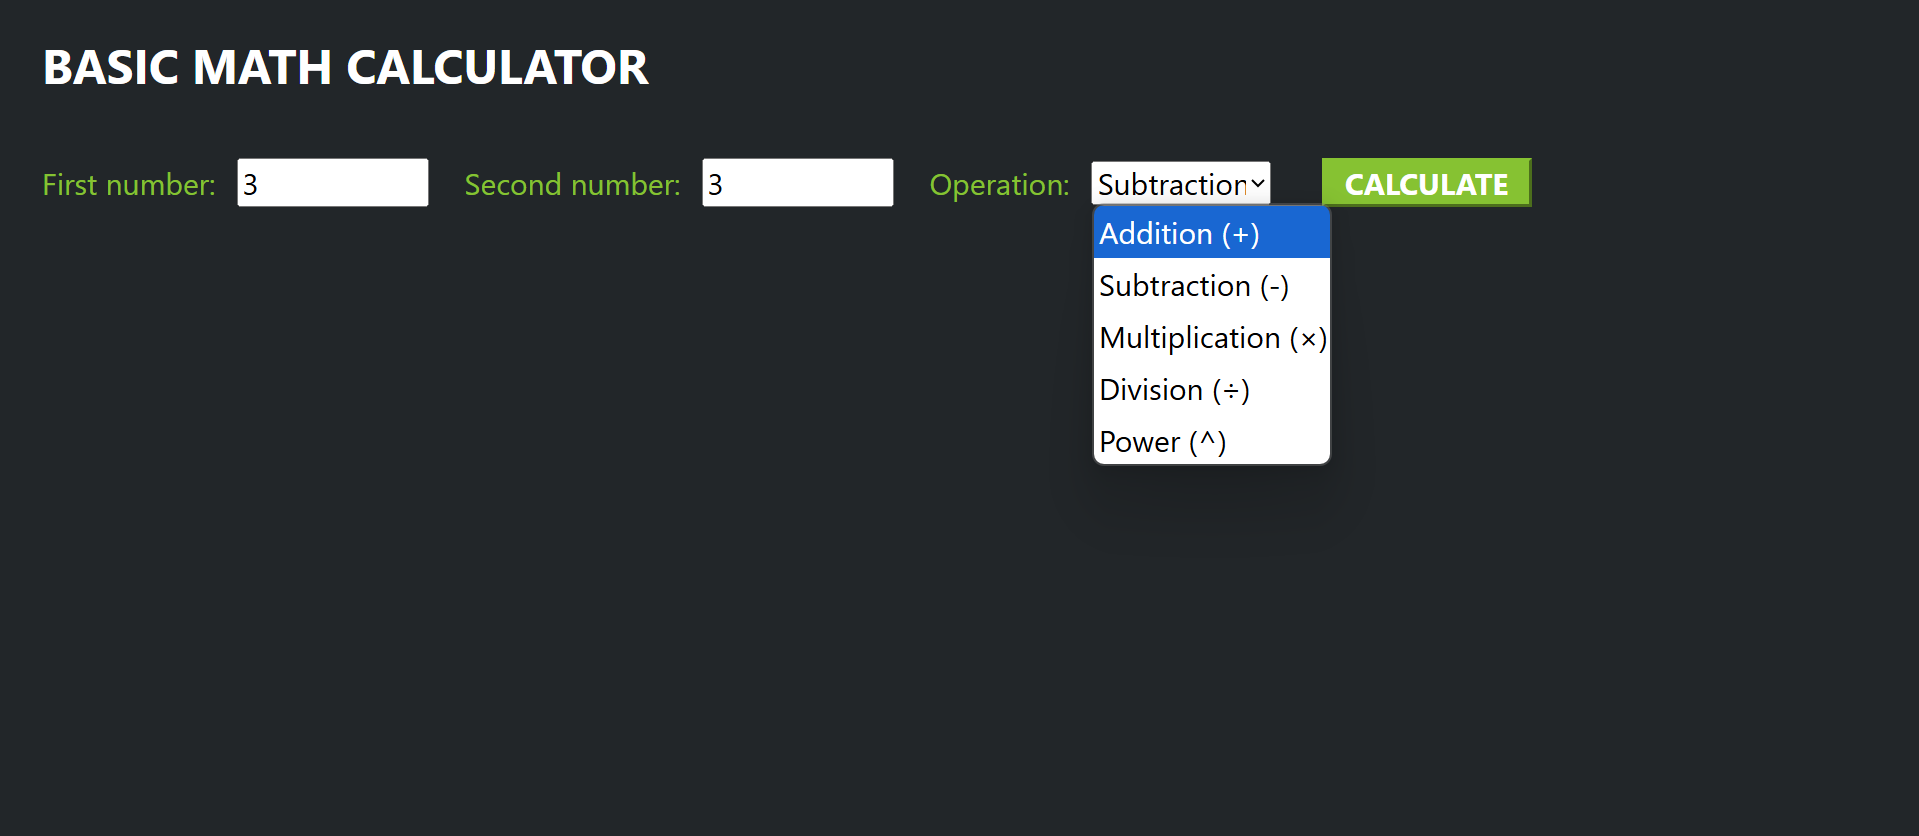 BASIC MATH CALCULATOR
First number: 3 Second number: 3 Operation: Subtraction CALCULATE
Addition (+)
Subtraction (-)
Multiplication (×)
Division (÷)
Power (^)